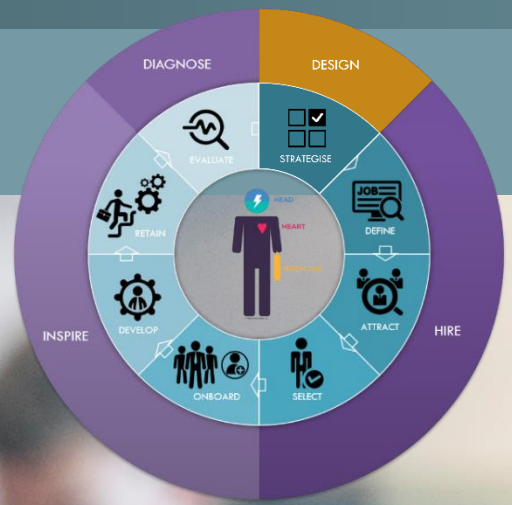 DIAGNOSE
DESIGN
EVALUATE
STRATEGISE
JOB
HEAD
RETAIN
HEART
DEFINE
DEVELOP
ATTRACT
INSPIRE
HIRE
ONBOARD
SELECT